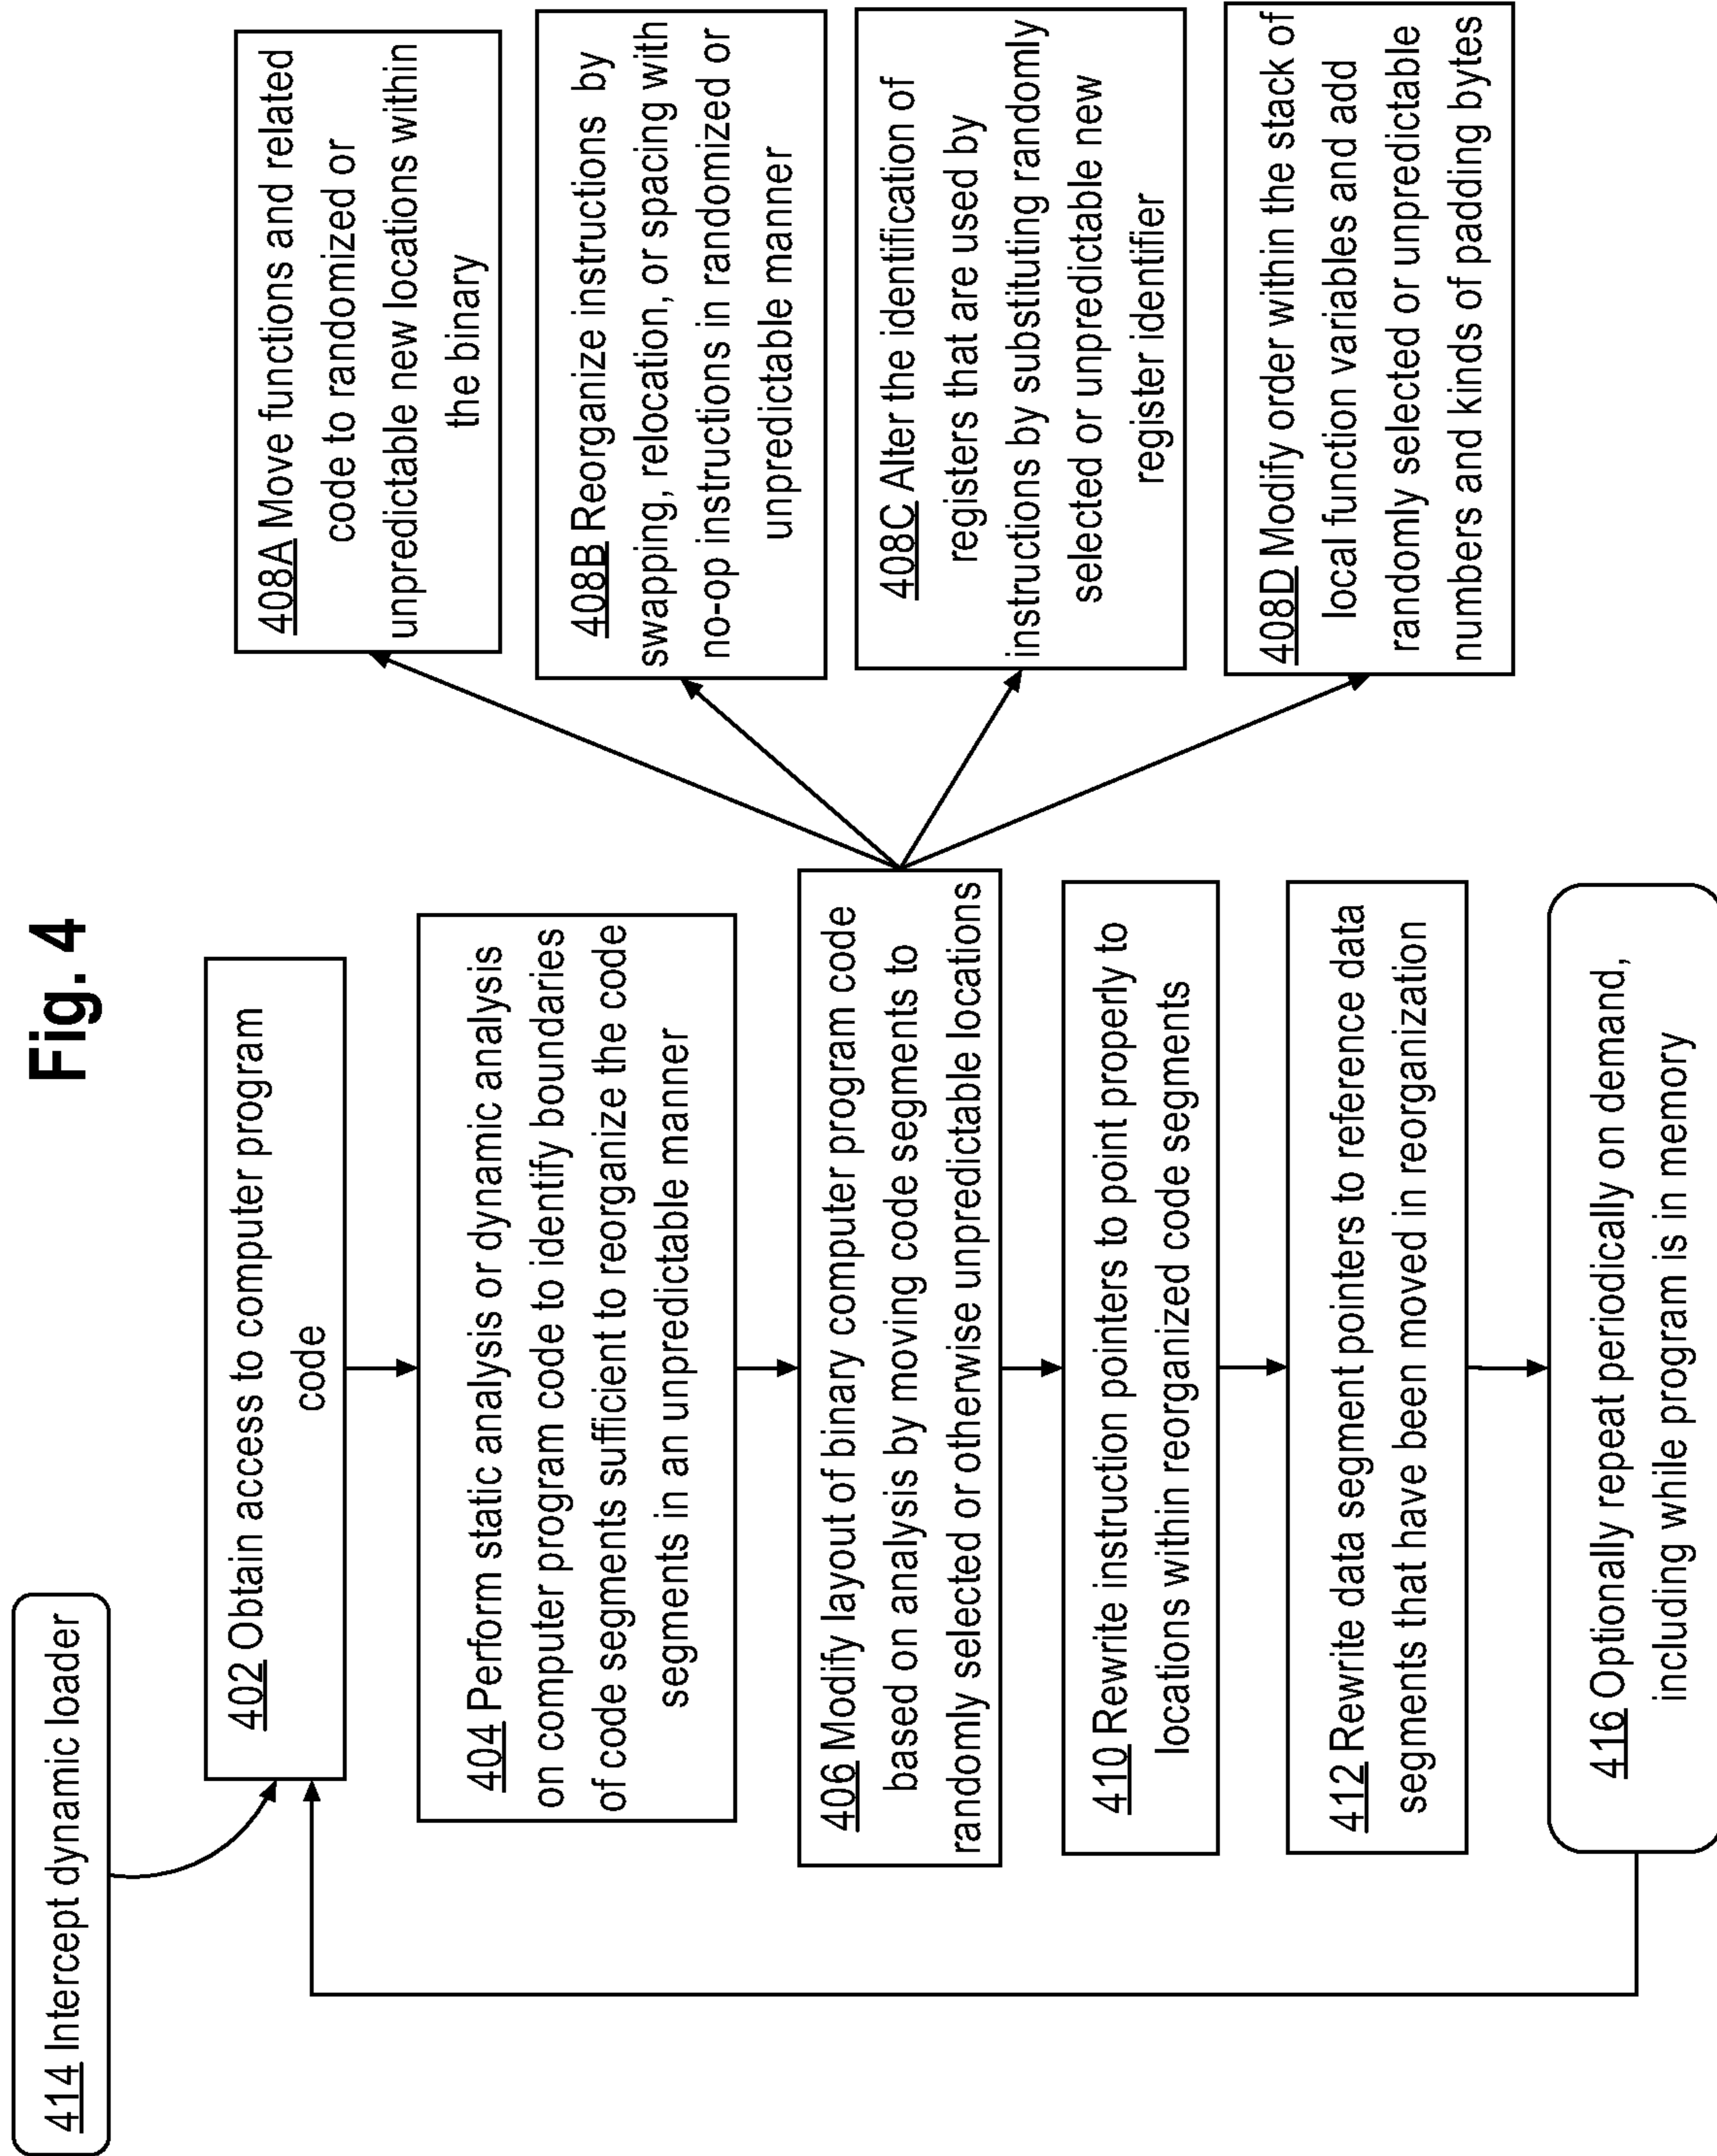 Fig. 4
414 Intercept dynamic loader
402 Obtain access to computer program
code
404 Perform static analysis or dynamic analysis
on computer program code to identify boundaries
of code segments sufficient to reorganize the code
segments in an unpredictable manner
406 Modify layout of binary computer program code
based on analysis by moving code segments to
randomly selected or otherwise unpredictable locations
410 Rewrite instruction pointers to point properly to
locations within reorganized code segments
412 Rewrite data segment pointers to reference data
segments that have been moved in reorganization
416 Optionally repeat periodically on demand,
including while program is in memory
408A Move functions and related
code to randomized or
unpredictable new locations within
the binary
408B Reorganize instructions by
swapping, relocation, or spacing with
no-op instructions in randomized or
unpredictable manner
408C Alter the identification of
registers that are used by
instructions by substituting randomly
selected or unpredictable new
register identifier
408D Modify order within the stack of
local function variables and add
randomly selected or unpredictable
numbers and kinds of padding bytes